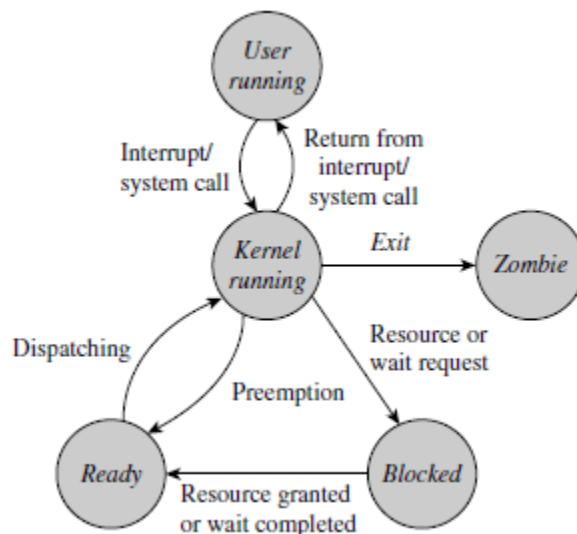 User
running
Interrupt/
system call
Return from
interrupt/
system call
Kernel
running
Exit
Zombie
Dispatching
Preemption
Resource or
wait request
Ready
Blocked
Resource granted
or wait completed